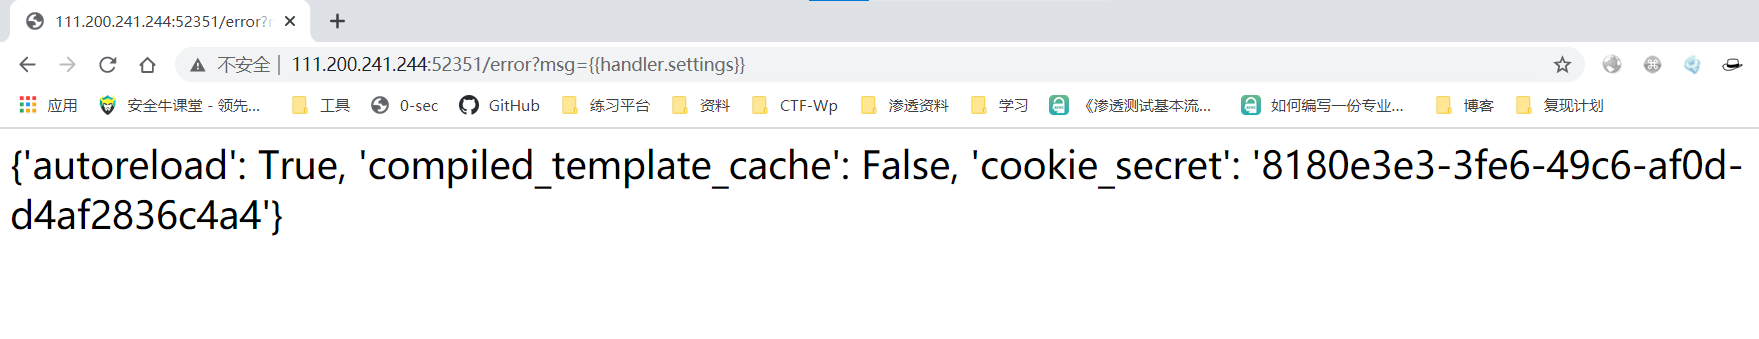 111.200.241.244:52351/error?m
不安全 | 111.200.241.244:52351/error?msg={{handler.settings}}
应用 安全牛课堂 - 领先... 工具 0-sec GitHub 练习平台 资料 CTF-Wp 渗透资料 学习 《渗透测试基本流... 如何编写一份专业... 博客 复现计划
{'autoreload': True, 'compiled_template_cache': False, 'cookie_secret': '8180e3e3-3fe6-49c6-af0d-
d4af2836c4a4'}